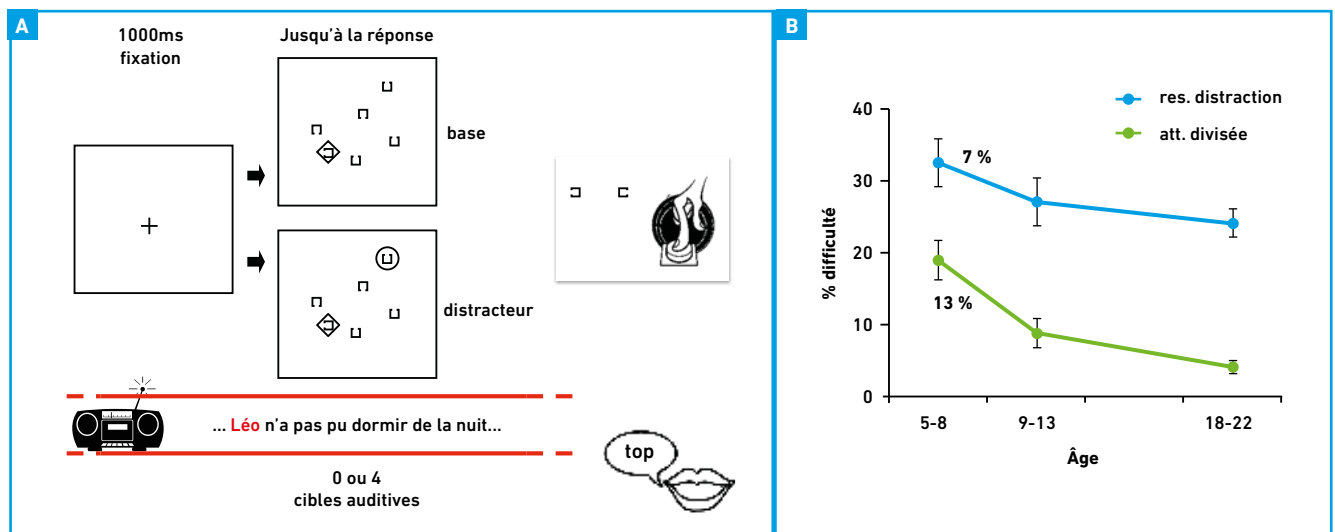 A
1000ms
fixation
Jusqu'à la réponse
base
distracteur
... Léo n'a pas pu dormir de la nuit...
0 ou 4
cibles auditives
top
B
res. distraction
att. divisée
% difficulté
40
30
20
10
0
7 %
13 %
5-8
9-13
18-22
Âge